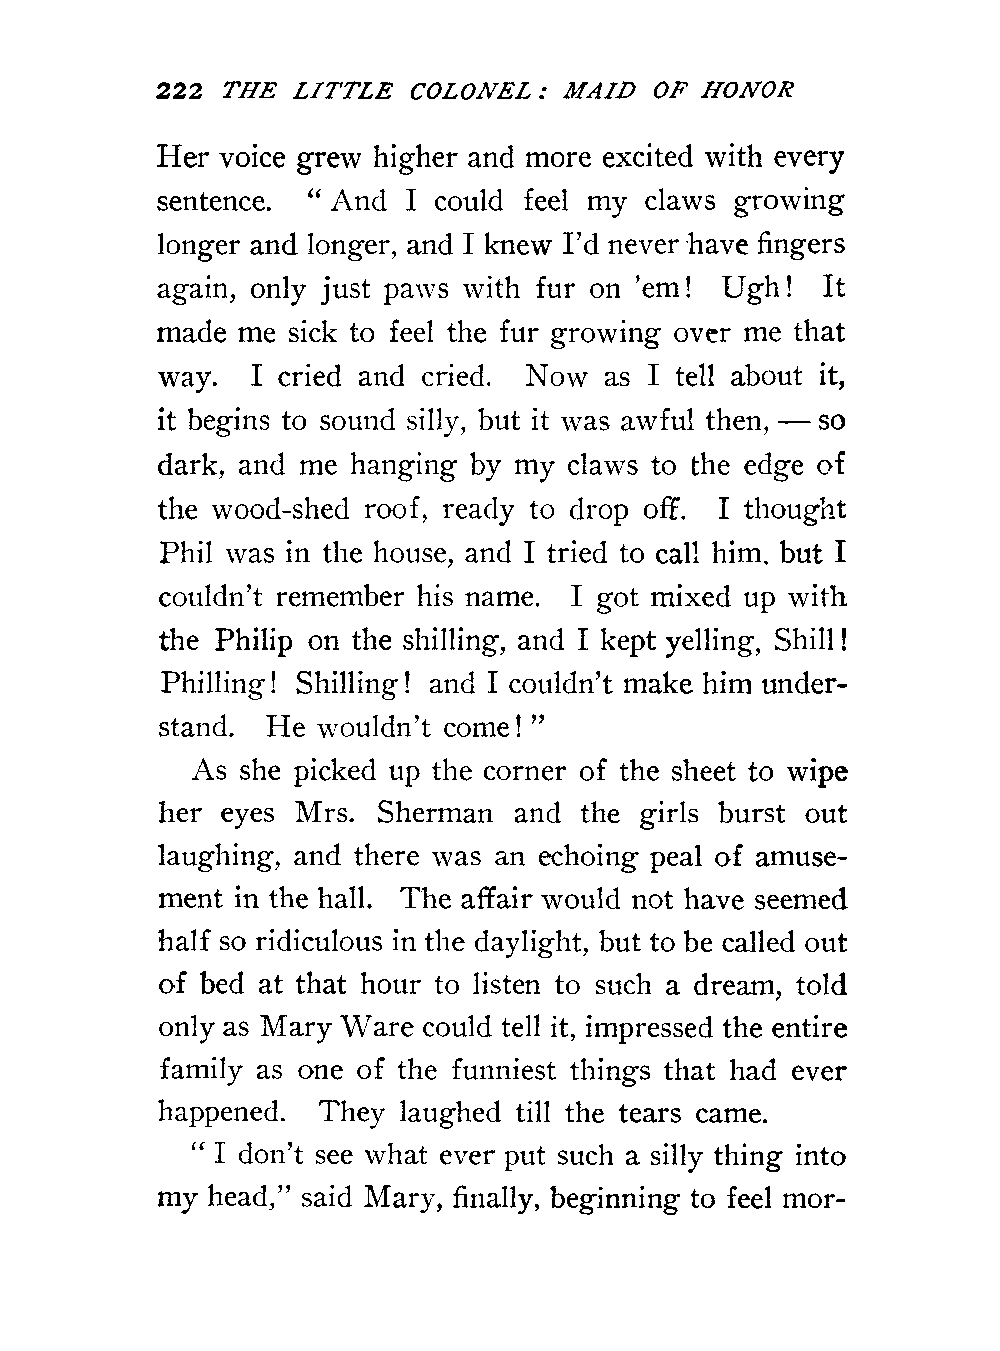 222 THE LITTLE COLONEL: MAID OF HONOR
Her voice grew higher and more excited with every
sentence. “And I could feel my claws growing
longer and longer, and I knew I’d never have fingers
again, only just paws with fur on ’em! Ugh! It
made me sick to feel the fur growing over me that
way. I cried and cried. Now as I tell about it,
it begins to sound silly, but it was awful then, — so
dark, and me hanging by my claws to the edge of
the wood-shed roof, ready to drop off. I thought
Phil was in the house, and I tried to call him. but I
couldn’t remember his name. I got mixed up with
the Philip on the shilling, and I kept yelling, Shill!
Philling! Shilling! and I couldn’t make him under-
stand. He wouldn’t come!”
As she picked up the corner of the sheet to wipe
her eyes Mrs. Sherman and the girls burst out
laughing, and there was an echoing peal of amuse-
ment in the hall. The affair would not have seemed
half so ridiculous in the daylight, but to be called out
of bed at that hour to listen to such a dream, told
only as Mary Ware could tell it, impressed the entire
family as one of the funniest things that had ever
happened. They laughed till the tears came.
“I don’t see what ever put such a silly thing into
my head,” said Mary, finally, beginning to feel mor-